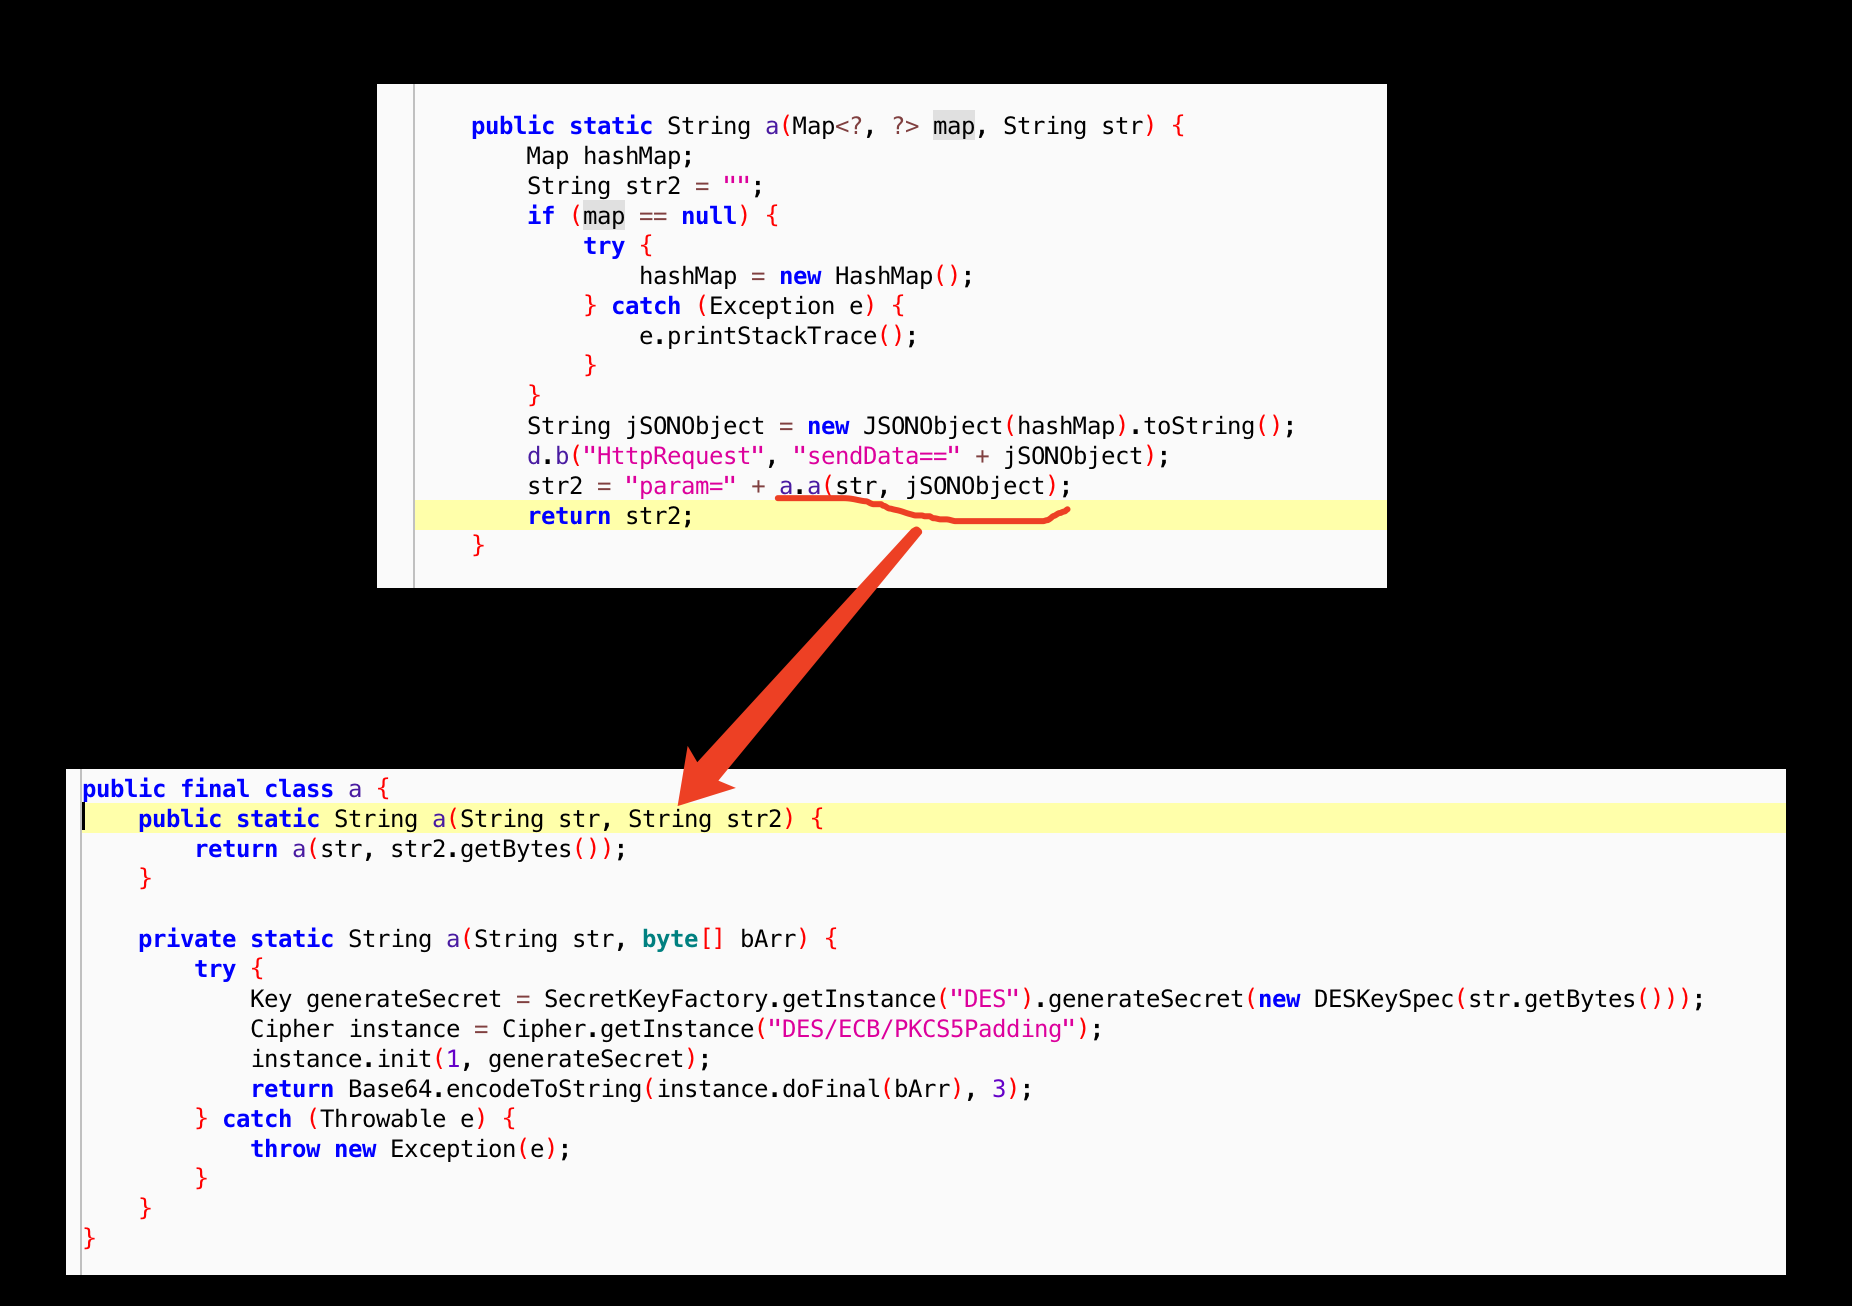 public static String a(Map<?, ?> map, String str) {
Map hashMap;
String str2 = "";
if (map == null) {
try {
hashMap = new HashMap();
} catch (Exception e) {
e.printStackTrace();
}
}
String jSONObject = new JSONObject(hashMap).toString();
d.b("HttpRequest", "sendData==" + jSONObject);
str2 = "param=" + a.a(str, jSONObject);
return str2;
}
public final class a {
public static String a(String str, String str2) {
return a(str, str2.getBytes());
}
private static String a(String str, byte[] bArr) {
try {
Key generateSecret = SecretKeyFactory.getInstance("DES").generateSecret(new DESKeySpec(str.getBytes()));
Cipher instance = Cipher.getInstance("DES/ECB/PKCS5Padding");
instance.init(1, generateSecret);
return Base64.encodeToString(instance.doFinal(bArr), 3);
} catch (Throwable e) {
throw new Exception(e);
}
}
}